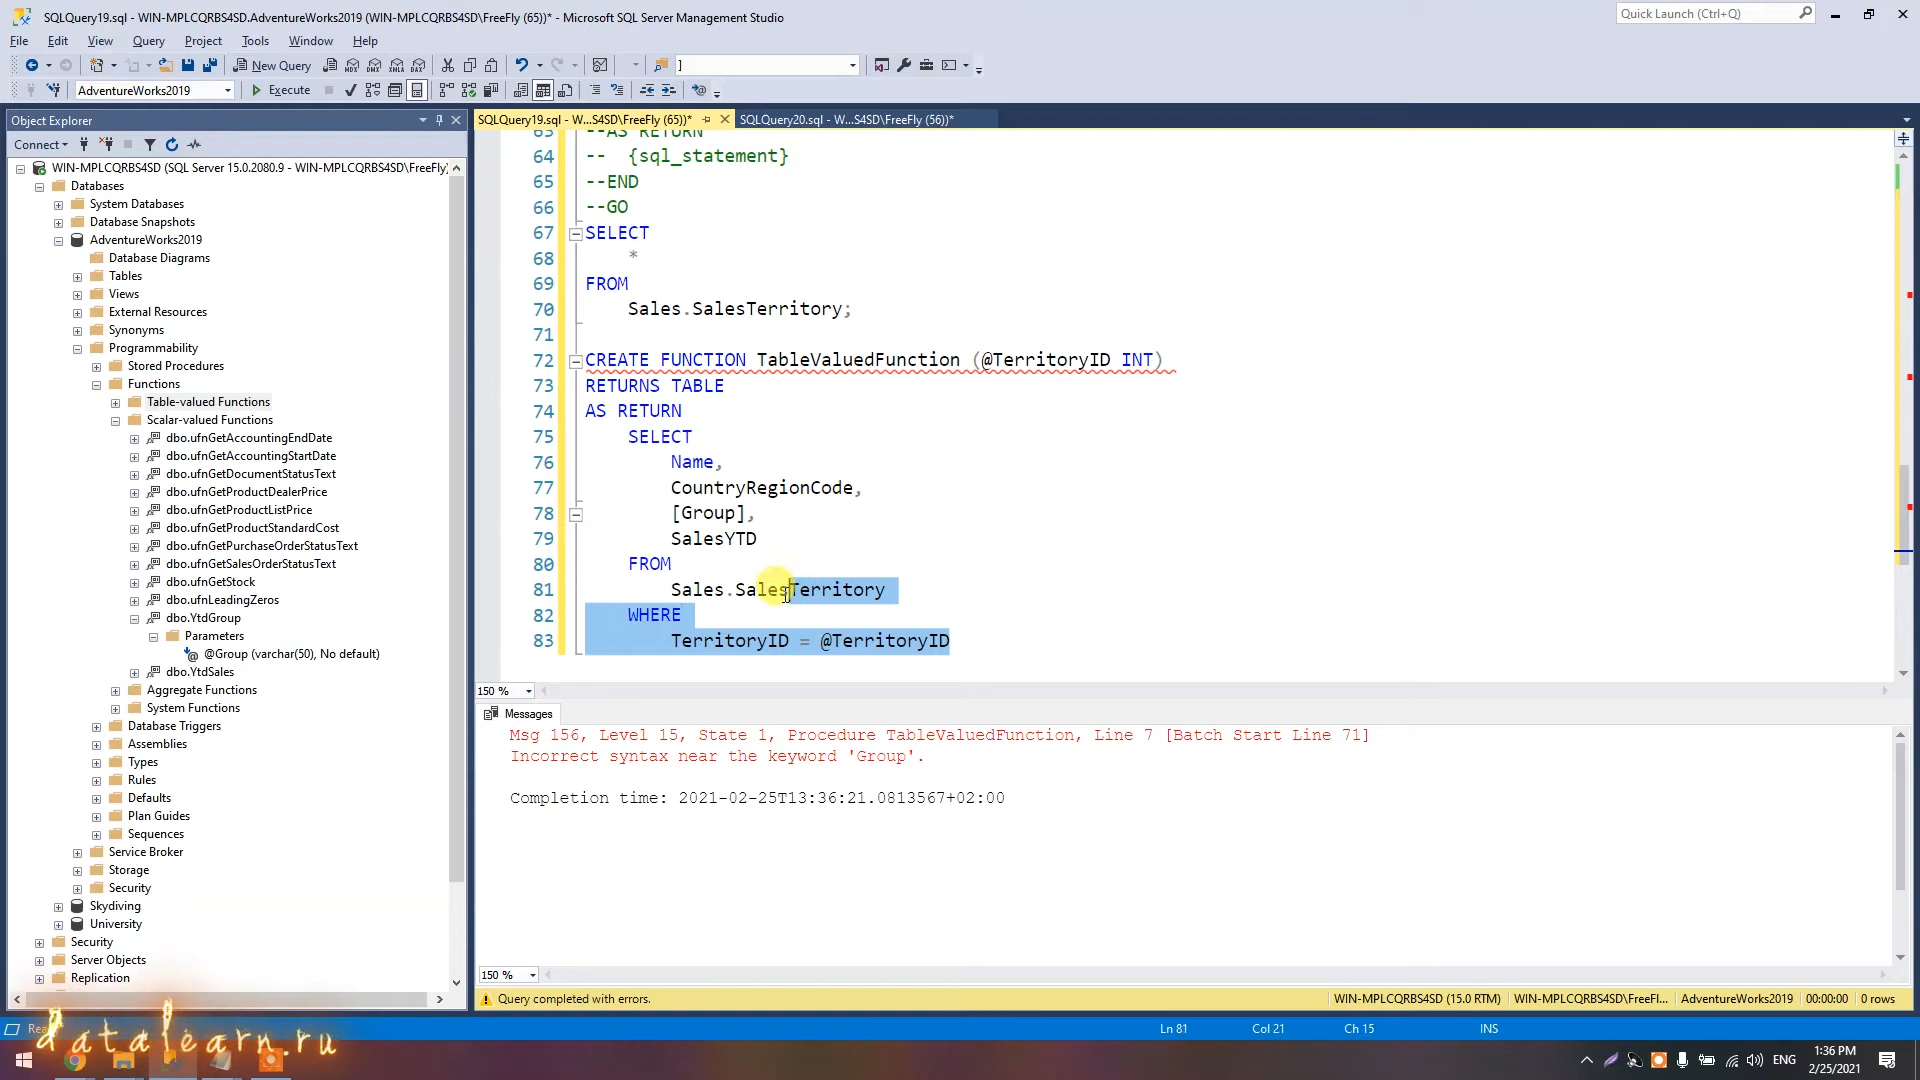 SQLQuery19.sql - WIN-MPLCQRBS4SD.AdventureWorks2019 (WIN-MPLCQRBS4SD\FreeFly (65))* - Microsoft SQL Server Management Studio
Quick Launch (Ctrl+Q)
File Edit View Query Project Tools Window Help
New Query ]
AdventureWorks2019 Execute
Object Explorer
SQLQuery19.sql - W...S4SD\FreeFly (65))* SQLQuery20.sql - W...S4SD\FreeFly (56))*
Connect
WIN-MPLCQRBS4SD (SQL Server 15.0.2080.9 - WIN-MPLCQRBS4SD\FreeFly)
Databases
System Databases
Database Snapshots
AdventureWorks2019
Database Diagrams
Tables
Views
External Resources
Synonyms
Programmability
Stored Procedures
Functions
Table-valued Functions
Scalar-valued Functions
dbo.ufnGetAccountingEndDate
dbo.ufnGetAccountingStartDate
dbo.ufnGetDocumentStatusText
dbo.ufnGetProductDealerPrice
dbo.ufnGetProductListPrice
dbo.ufnGetProductStandardCost
dbo.ufnGetPurchaseOrderStatusText
dbo.ufnGetSalesOrderStatusText
dbo.ufnGetStock
dbo.ufnLeadingZeros
dbo.YtdGroup
Parameters
@Group (varchar(50), No default)
dbo.YtdSales
Aggregate Functions
System Functions
Database Triggers
Assemblies
Types
Rules
Defaults
Plan Guides
Sequences
Service Broker
Storage
Security
Skydiving
University
Security
Server Objects
Replication
63 --AS RETURN
64 -- {sql_statement}
65 --END
66 --GO
67 SELECT
68 *
69 FROM
70 Sales.SalesTerritory;
71
72 CREATE FUNCTION TableValuedFunction (@TerritoryID INT)
73 RETURNS TABLE
74 AS RETURN
75 SELECT
76 Name,
77 CountryRegionCode,
78 [Group],
79 SalesYTD
80 FROM
81 Sales.SalesTerritory
82 WHERE
83 TerritoryID = @TerritoryID
150 %
Messages
Msg 156, Level 15, State 1, Procedure TableValuedFunction, Line 7 [Batch Start Line 71]
Incorrect syntax near the keyword 'Group'.
Completion time: 2021-02-25T13:36:21.0813567+02:00
150 %
Query completed with errors. WIN-MPLCQRBS4SD (15.0 RTM) WIN-MPLCQRBS4SD\FreeFl... AdventureWorks2019 00:00:00 0 rows
Ln 81 Col 21 Ch 15 INS
datalearn.ru
ENG
1:36 PM
2/25/2021